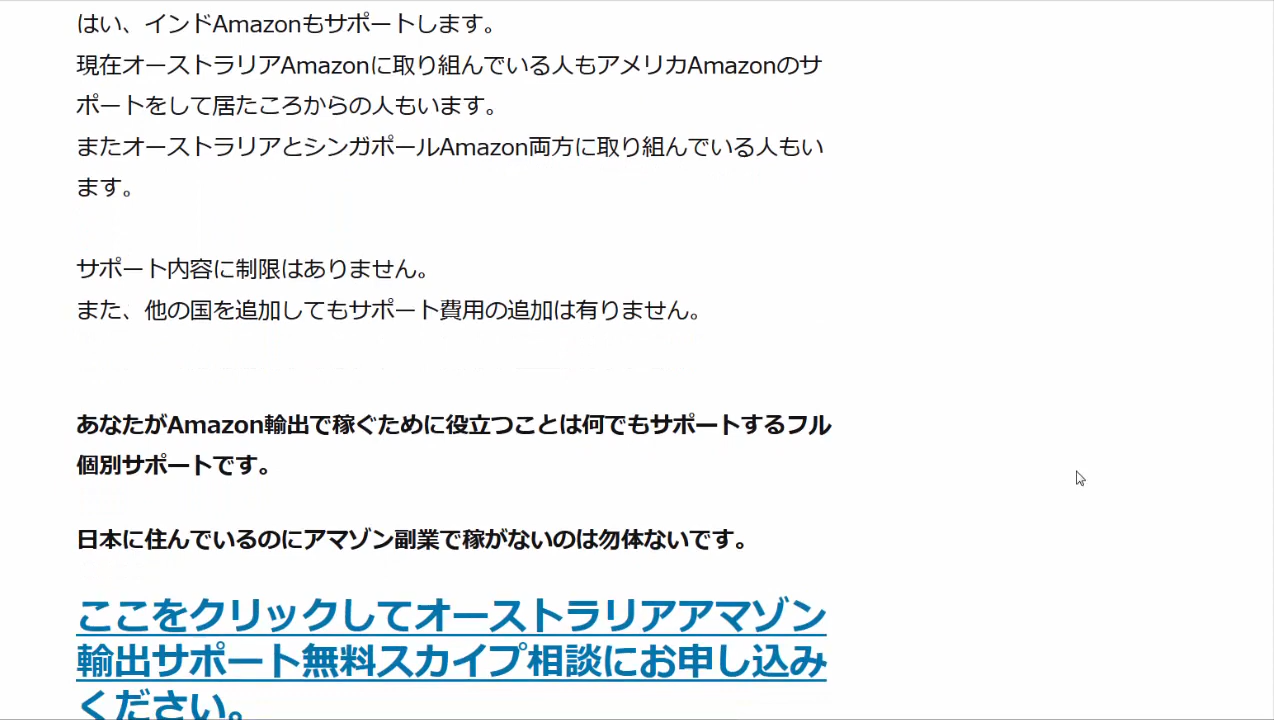 はい、インドAmazonもサポートします。
現在オーストラリアAmazonに取り組んでいる人もアメリカAmazonのサ
ポートをして居たころからの人もいます。
またオーストラリアとシンガポールAmazon両方に取り組んでいる人もい
ます。
サポート内容に制限はありません。
また、他の国を追加してもサポート費用の追加は有りません。
あなたがAmazon輸出で稼ぐために役立つことは何でもサポートするフル
個別サポートです。
日本に住んでいるのにアマゾン副業で稼がないのは勿体ないです。
ここをクリックしてオーストラリアアマゾン
輸出サポート無料スカイプ相談にお申し込み
ください。